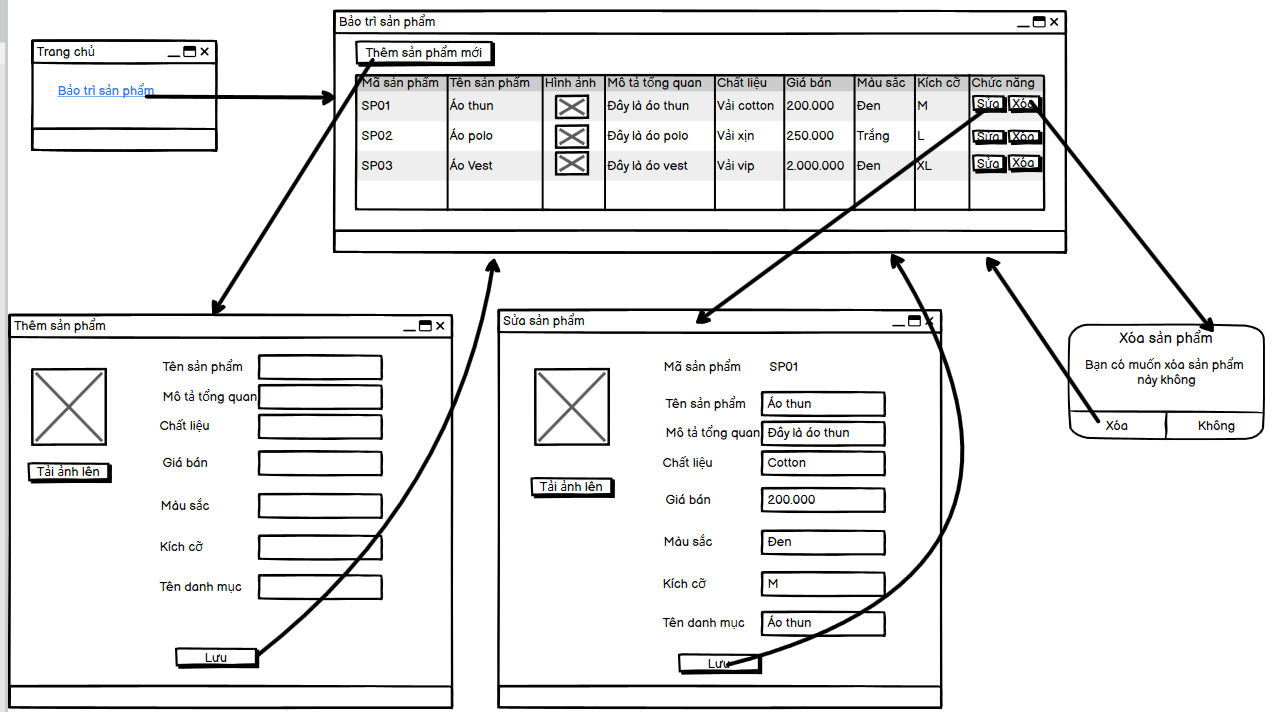 Trang chủ
Bảo trì sản phẩm
Bảo trì sản phẩm
Thêm sản phẩm mới
Mã sản phẩm Tên sản phẩm Hình ảnh Mô tả tổng quan Chất liệu Giá bán Màu sắc Kích cỡ Chức năng
SP01 Áo thun Đây là áo thun Vải cotton 200.000 Đen M Sửa Xóa
SP02 Áo polo Đây là áo polo Vải xịn 250.000 Trắng L Sửa Xóa
SP03 Áo Vest Đây là áo vest Vải vip 2.000.000 Đen XL Sửa Xóa
Thêm sản phẩm
Tên sản phẩm
Mô tả tổng quan
Chất liệu
Giá bán
Tải ảnh lên
Màu sắc
Kích cỡ
Tên danh mục
Lưu
Sửa sản phẩm
Mã sản phẩm SP01
Tên sản phẩm Áo thun
Mô tả tổng quan Đây là áo thun
Chất liệu Cotton
Tải ảnh lên
Giá bán 200.000
Màu sắc Đen
Kích cỡ M
Tên danh mục Áo thun
Lưu
Xóa sản phẩm
Bạn có muốn xóa sản phẩm
này không
Xóa Không